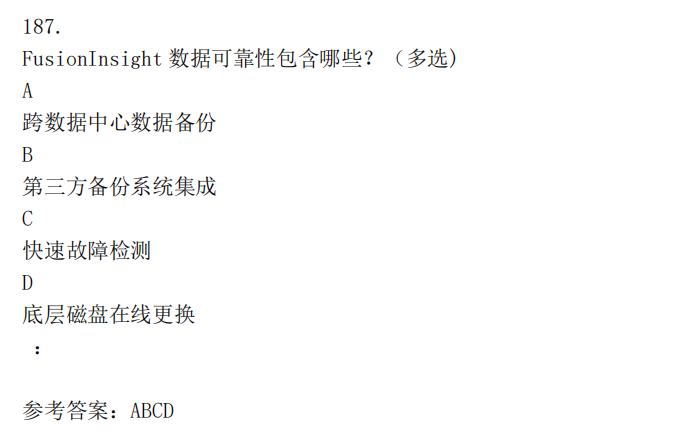 187.
FusionInsight 数据可靠性包含哪些？（多选)
A
跨数据中心数据备份
B
第三方备份系统集成
C
快速故障检测
D
底层磁盘在线更换
：
参考答案：ABCD